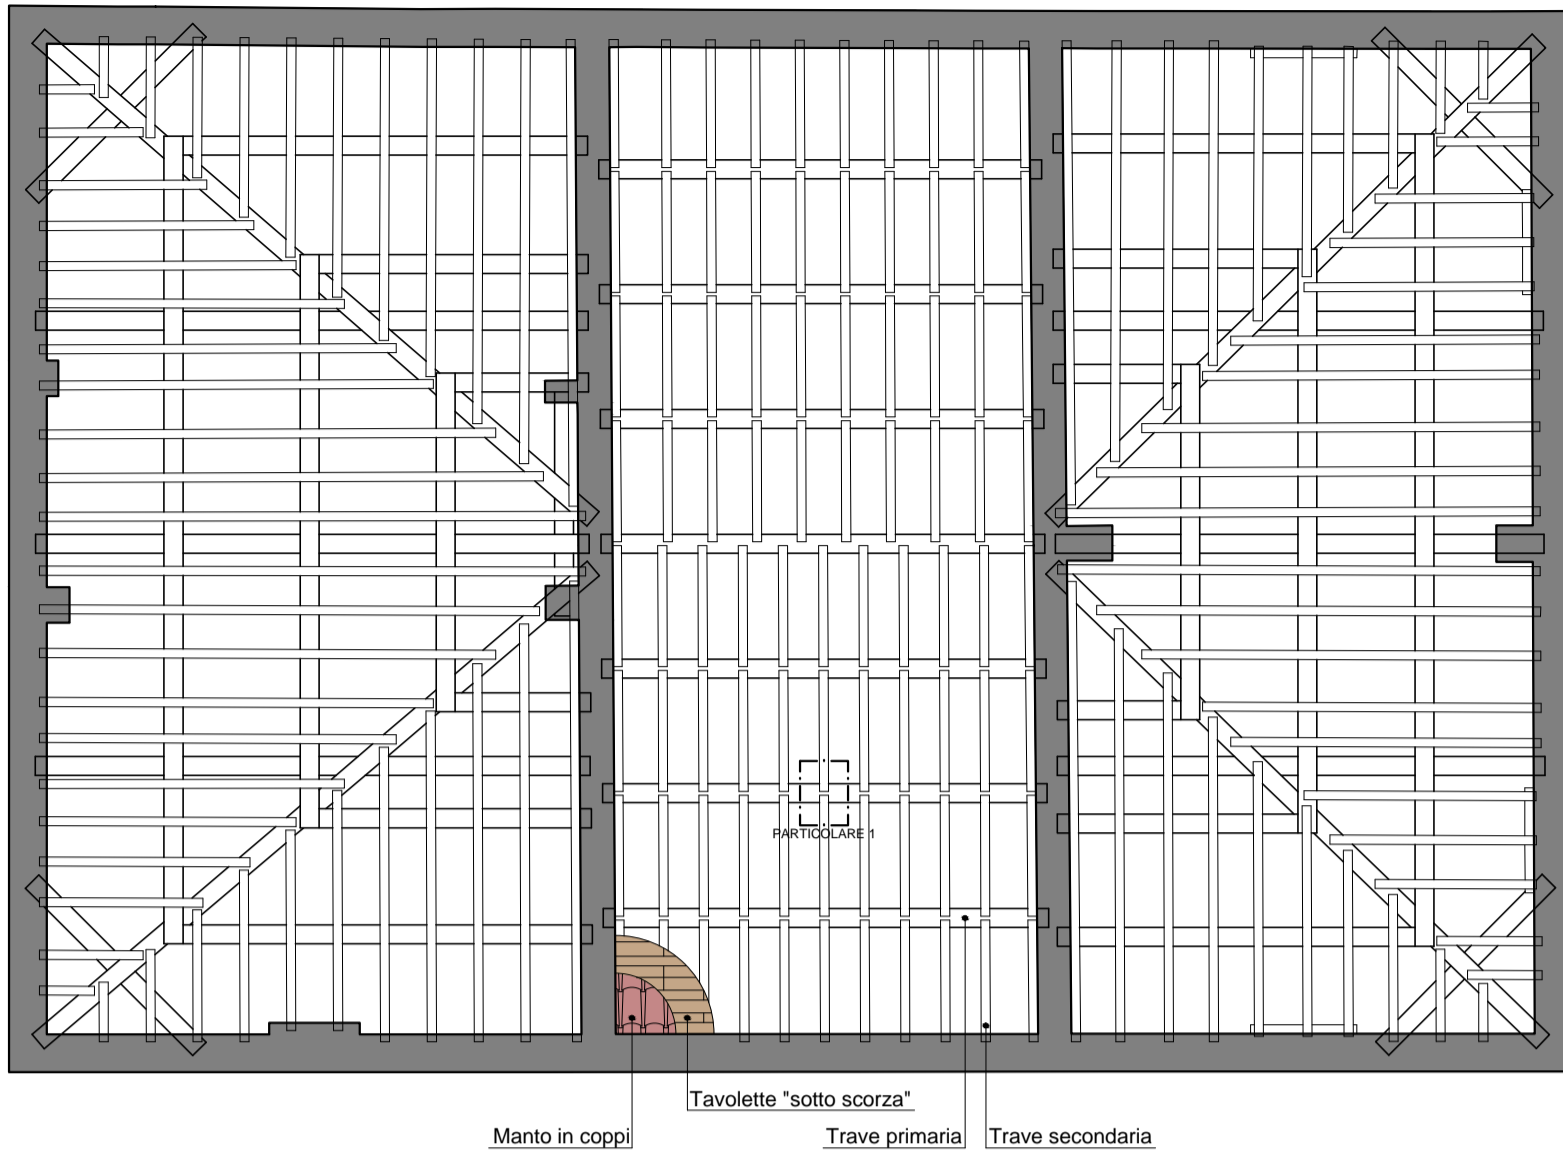 PARTICOLARE 1
Tavolette "sotto scorza"
Manto in coppi
Trave primaria
Trave secondaria